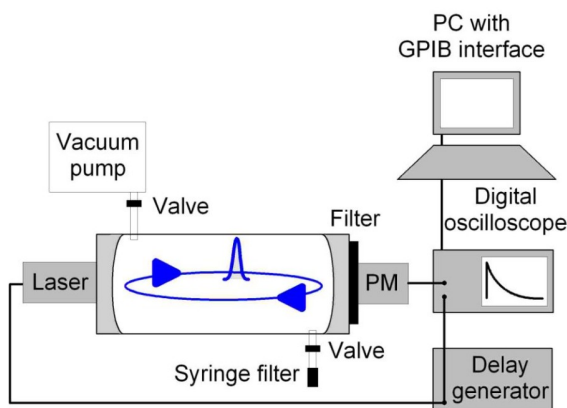 PC with
GPIB interface
Vacuum
pump
Valve
Digital
oscilloscope
Filter
Laser
PM
Valve
Syringe filter
Delay
generator